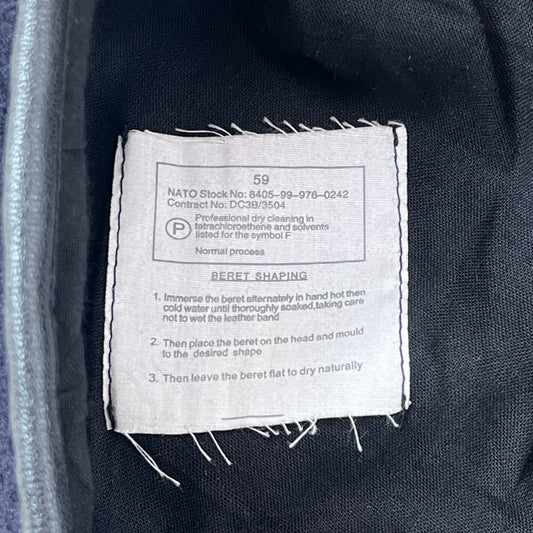 59
NATO Stock No: 8405-99-976-0242
Contract No: DC3B/3504
P
Professional dry cleaning in
tetrachloroethene and solvents
listed for the symbol F
Normal process
BERET SHAPING
1. Immerse the beret alternately in hand hot then
cold water until thoroughly soaked,taking care
not to wet the leather band
2. Then place the beret on the head and mould
to the desired shape
3. Then leave the beret flat to dry naturally